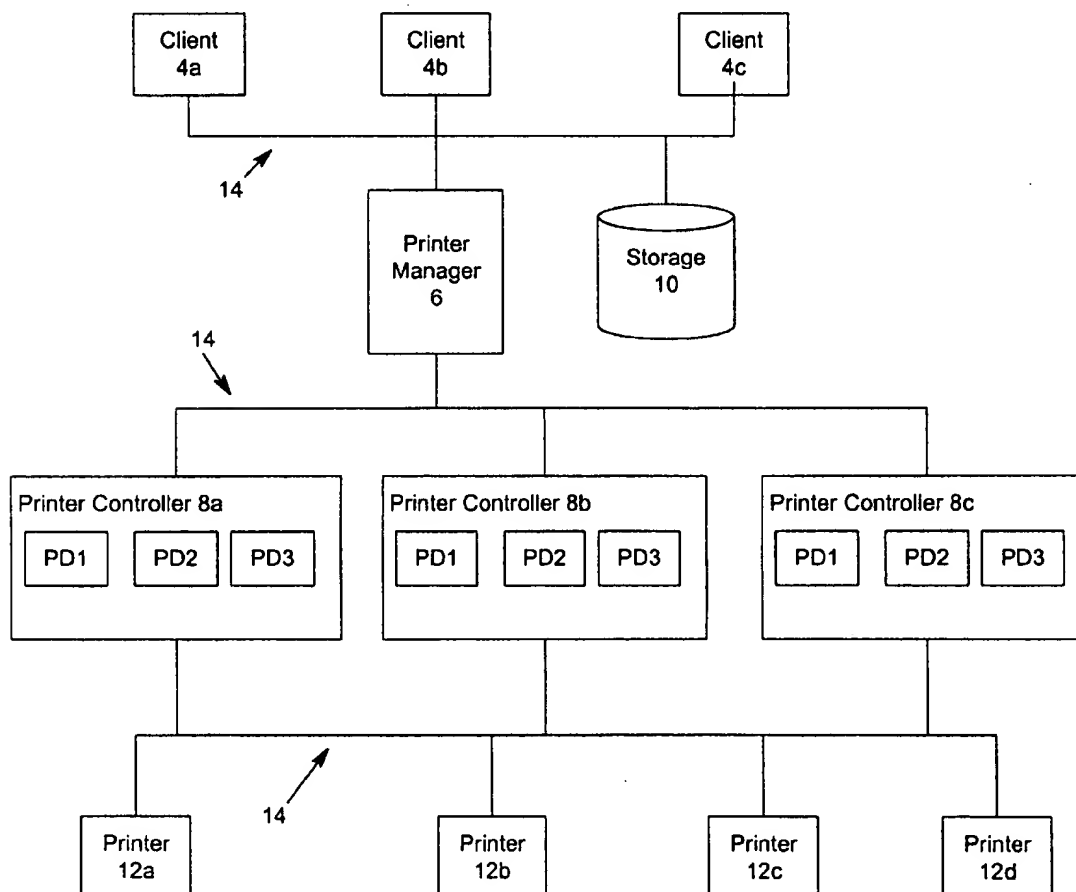 Client
4a
Client
4b
Client
4c
14
Printer
Manager
6
Storage
10
14
Printer Controller 8a
PD1
PD2
PD3
Printer Controller 8b
PD1
PD2
PD3
Printer Controller 8c
PD1
PD2
PD3
14
Printer
12a
Printer
12b
Printer
12c
Printer
12d